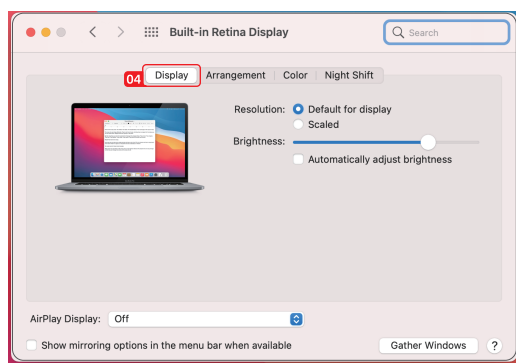 Built-in Retina Display
Search
04
Display Arrangement Color Night Shift
Resolution: Default for display
Scaled
Brightness:
Automatically adjust brightness
AirPlay Display: Off
Show mirroring options in the menu bar when available
Gather Windows ?